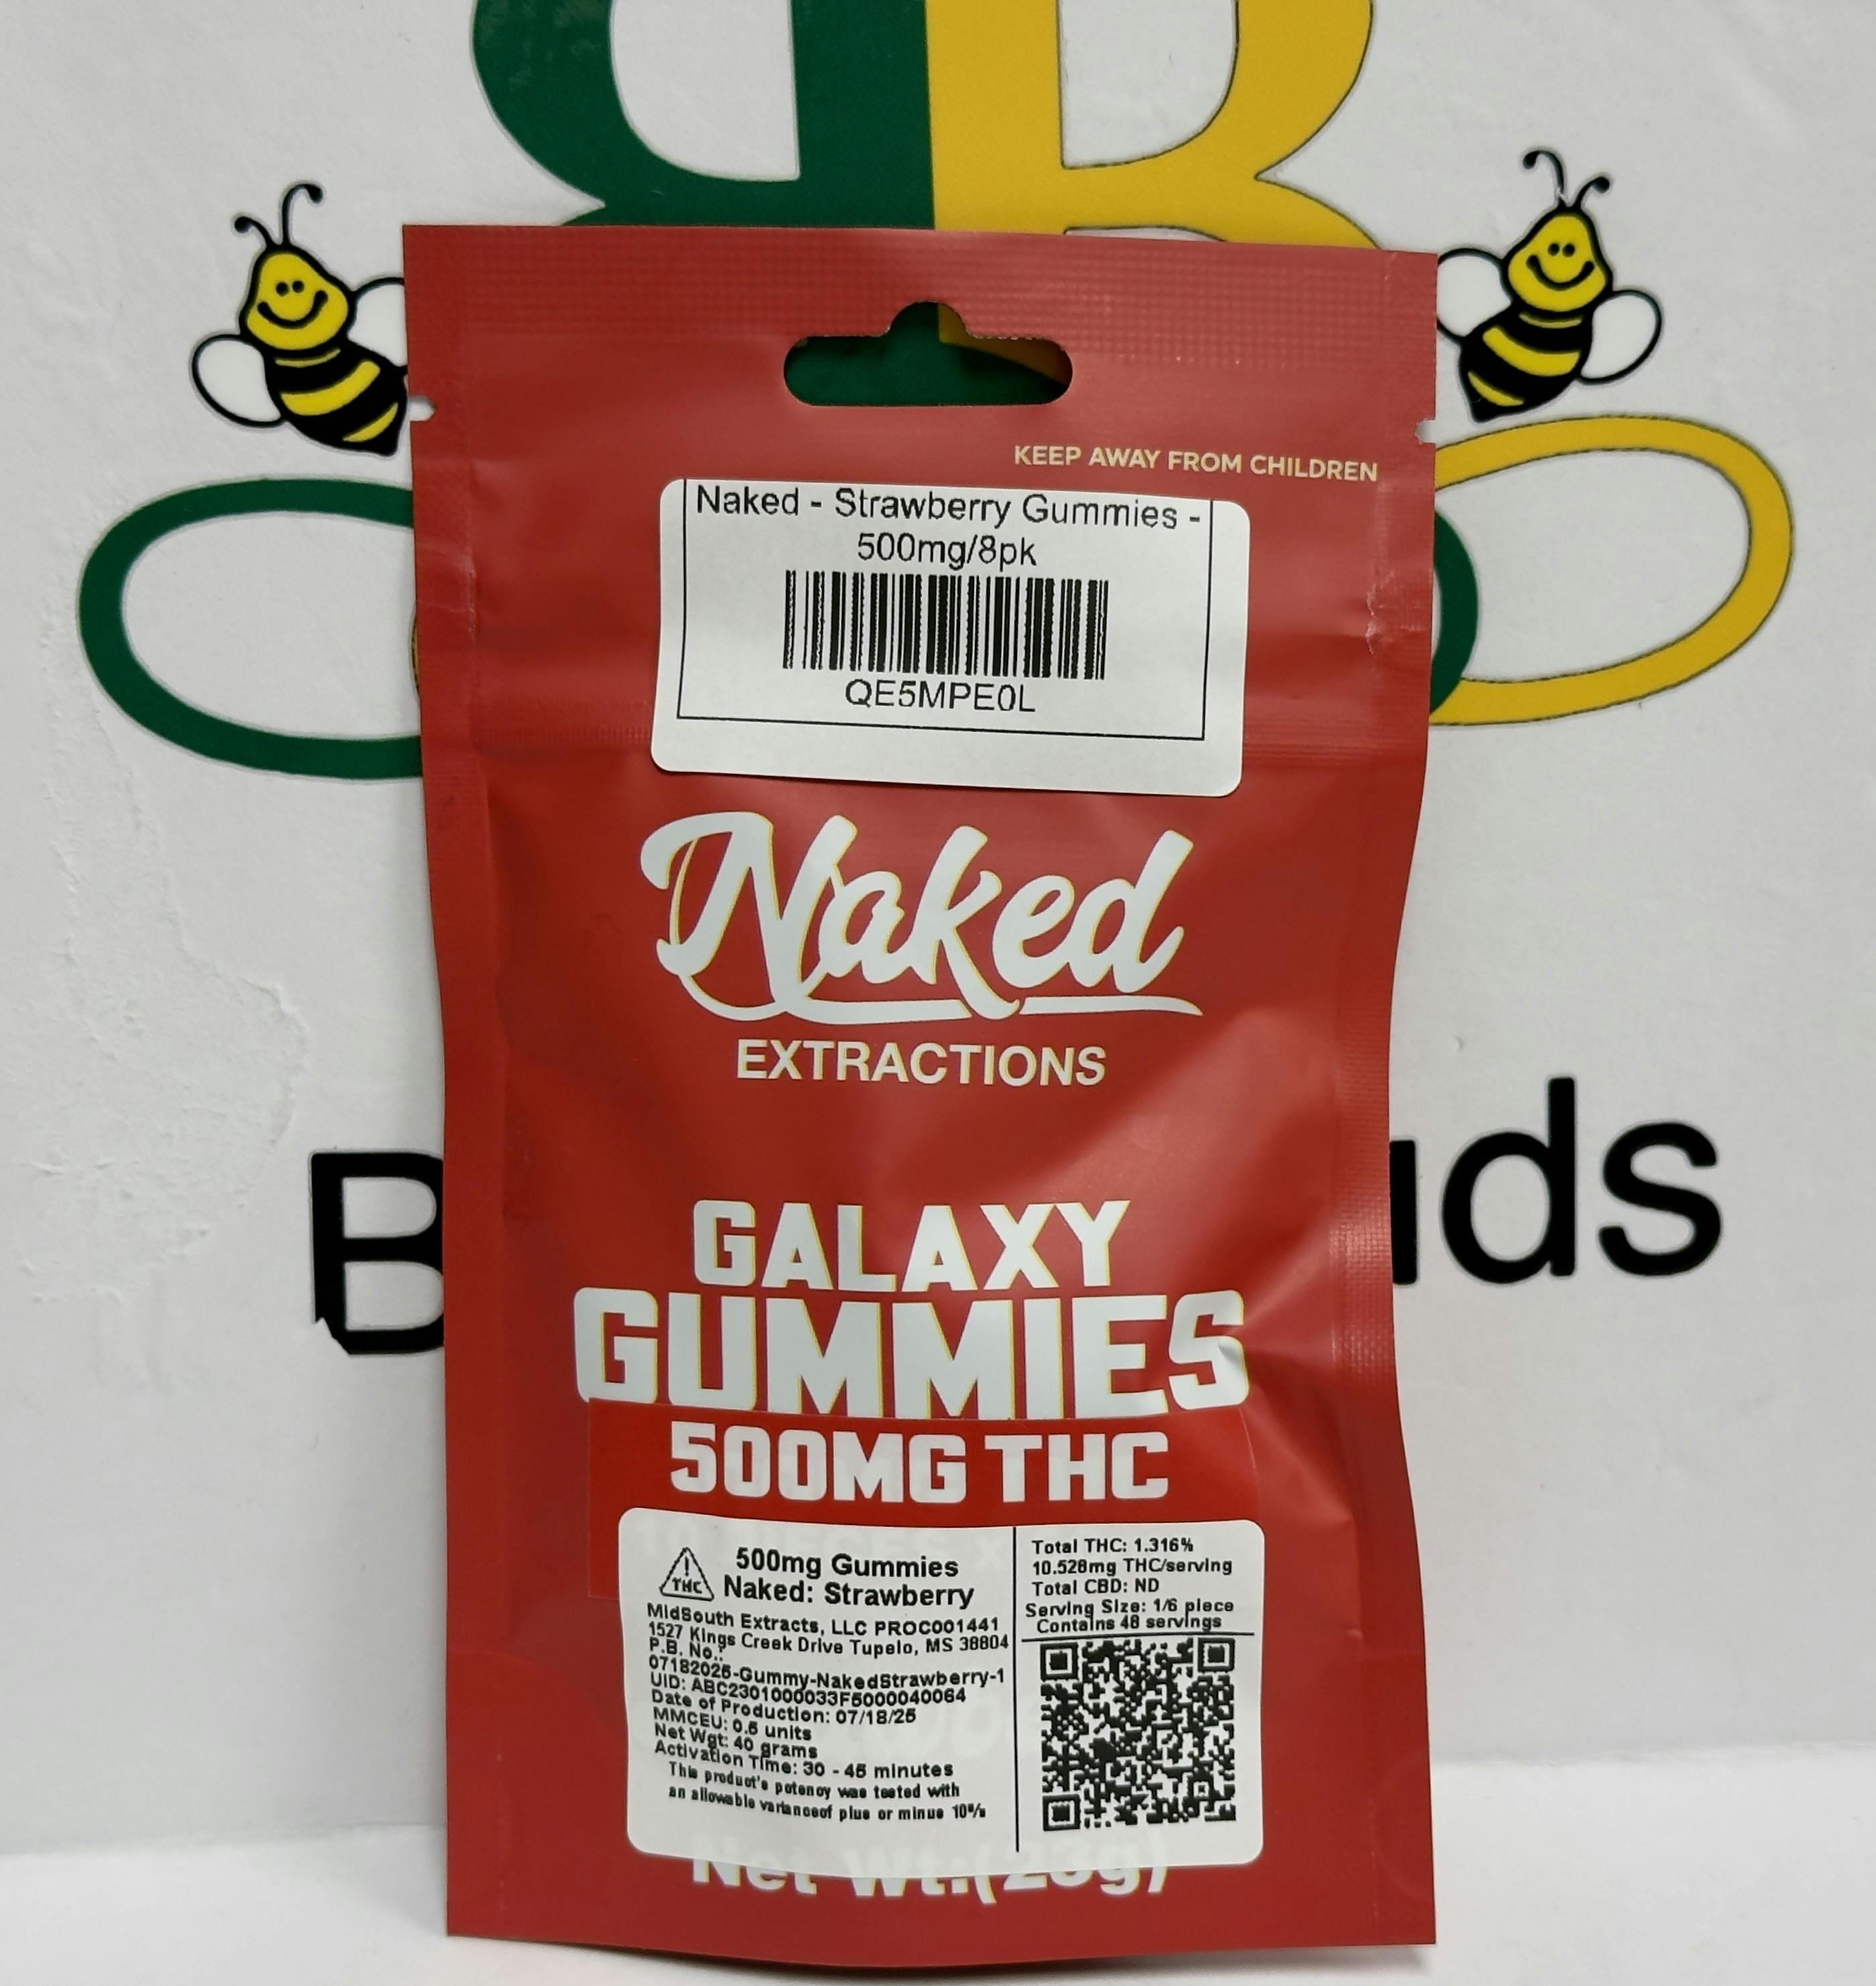 KEEP AWAY FROM CHILDREN
Naked - Strawberry Gummies -
500mg/8pk
QE5MPE0L
Naked
EXTRACTIONS
GALAXY
GUMMIES
500MG THC
THC
500mg Gummies
Naked: Strawberry
MidSouth Extracts, LLC PROC001441
1527 Kings Creek Drive Tupelo, MS 38804
P.B. No.:
07182025-Gummy-NakedStrawberry-1
UID: ABC2301000033F5000040064
Date of Production: 07/18/25
MMCEU: 0.5 units
Net Wgt: 40 grams
Activation Time: 30 - 45 minutes
This product's potency was tested with
an allowable varianceof plus or minus 10%
Total THC: 1.316%
10.528mg THC/serving
Total CBD: ND
Serving Size: 1/6 piece
Contains 48 servings
Net Wt.:(23g)